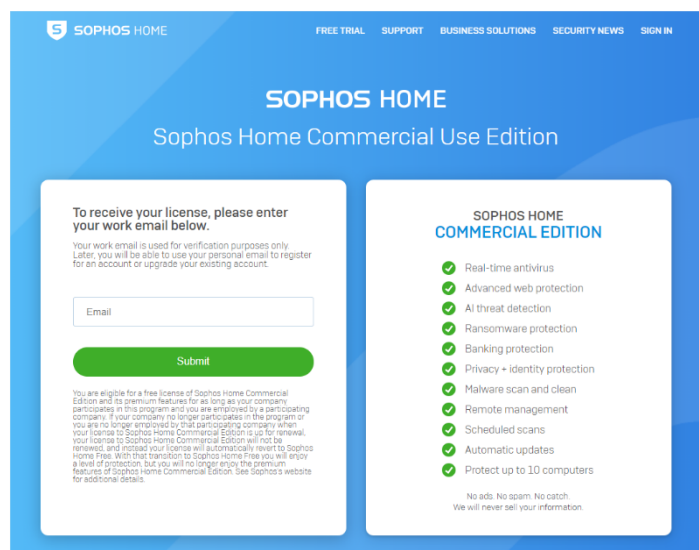 SOPHOS HOME
FREE TRIAL SUPPORT BUSINESS SOLUTIONS SECURITY NEWS SIGN IN
SOPHOS HOME
Sophos Home Commercial Use Edition
To receive your license, please enter
your work email below.
Your work email is used for verification purposes only.
Later, you will be able to use your personal email to register
for an account or upgrade your existing account.
Email
Submit
You are eligible for a free license of Sophos Home Commercial
Edition and its premium features for as long as your company
participates in this program and you are employed by a participating
company. If your company no longer participates in the program or
you are no longer employed by that participating company when
your license to Sophos Home Commercial Edition is up for renewal,
your license to Sophos Home Commercial Edition will not be
renewed, and instead your license will automatically revert to Sophos
Home Free. With that transition to Sophos Home Free you will enjoy
a level of protection, but you will no longer enjoy the premium
features of Sophos Home Commercial Edition. See Sophos's website
for additional details.
SOPHOS HOME
COMMERCIAL EDITION
Real-time antivirus
Advanced web protection
AI threat detection
Ransomware protection
Banking protection
Privacy + identity protection
Malware scan and clean
Remote management
Scheduled scans
Automatic updates
Protect up to 10 computers
No ads. No spam. No catch.
We will never sell your information.